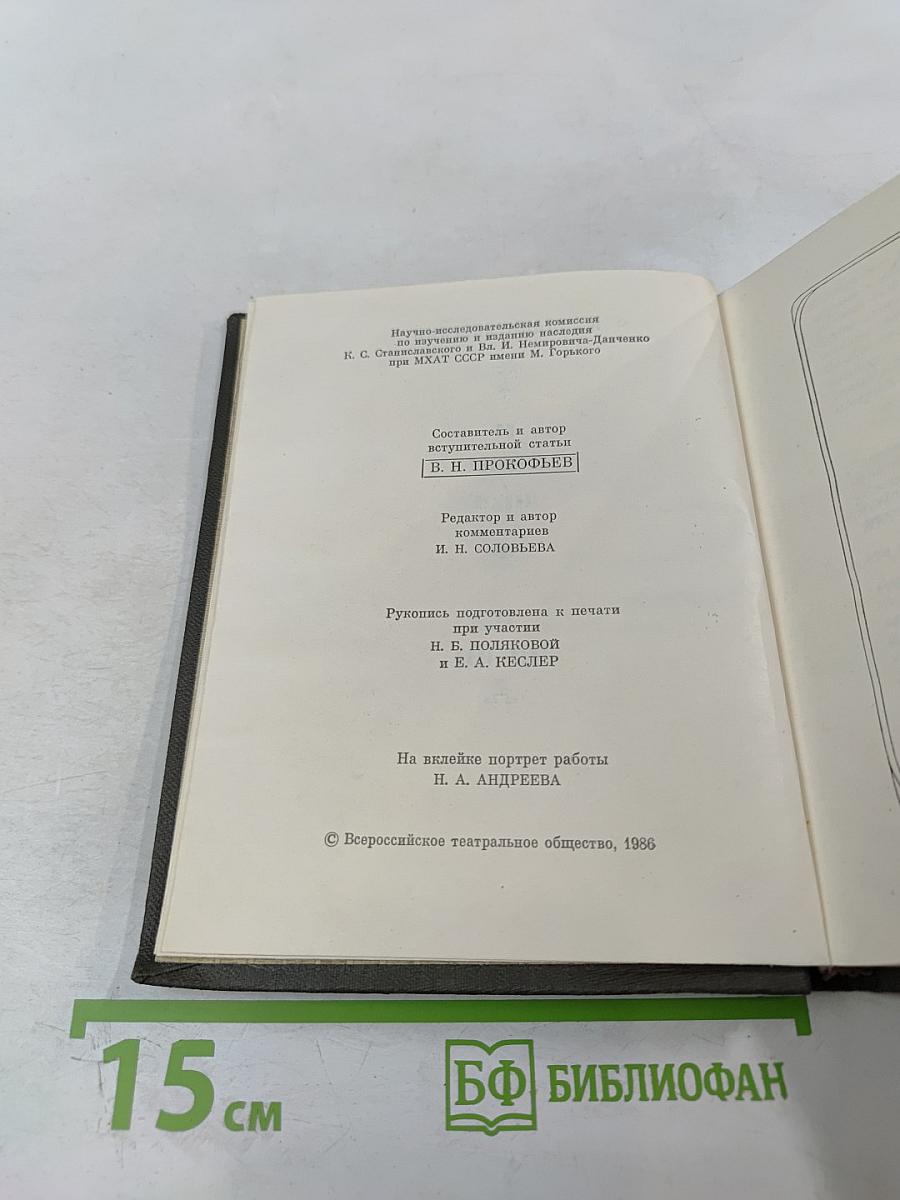 Научно-исследовательская комиссия
по изучению и изданию наследия
К. С. Станиславского и Вл. И. Немировича-Данченко
при МХАТ СССР имени М. Горького
Составитель и автор
вступительной статьи
В. Н. ПРОКОФЬЕВ
Редактор и автор
комментариев
И. Н. СОЛОВЬЕВА
Рукопись подготовлена к печати
при участии
Н. Б. ПОЛЯКОВОЙ
и Е. А. КЕСЛЕР
На вклейке портрет работы
Н. А. АНДРЕЕВА
© Всероссийское театральное общество, 1986
15 см
БФ БИБЛИОФАН